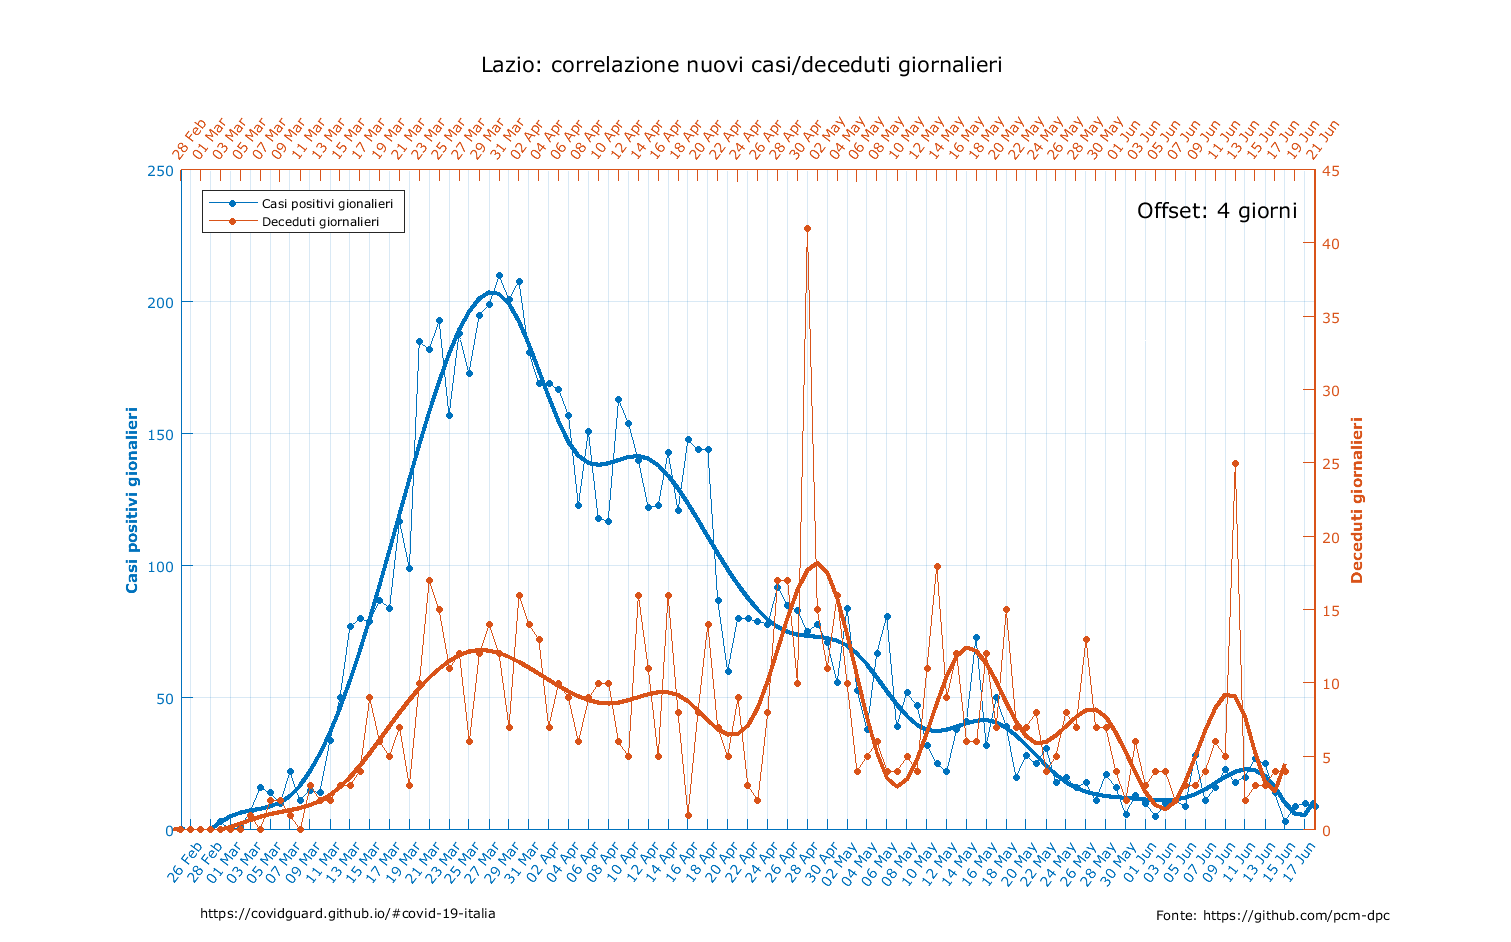 Lazio: correlazione nuovi casi/deceduti giornalieri
28 Feb
01 Mar
03 Mar
05 Mar
07 Mar
09 Mar
11 Mar
13 Mar
15 Mar
17 Mar
19 Mar
21 Mar
23 Mar
25 Mar
27 Mar
29 Mar
31 Mar
02 Apr
04 Apr
06 Apr
08 Apr
10 Apr
12 Apr
14 Apr
16 Apr
18 Apr
20 Apr
22 Apr
24 Apr
26 Apr
28 Apr
30 Apr
02 May
04 May
06 May
08 May
10 May
12 May
14 May
16 May
18 May
20 May
22 May
24 May
26 May
28 May
30 May
01 Jun
03 Jun
05 Jun
07 Jun
09 Jun
11 Jun
13 Jun
15 Jun
17 Jun
19 Jun
21 Jun
Casi positivi gionalieri
Deceduti giornalieri
Offset: 4 giorni
250
200
150
100
50
0
Casi positivi gionalieri
45
40
35
30
25
20
15
10
5
0
Deceduti giornalieri
26 Feb
28 Feb
01 Mar
03 Mar
05 Mar
07 Mar
09 Mar
11 Mar
13 Mar
15 Mar
17 Mar
19 Mar
21 Mar
23 Mar
25 Mar
27 Mar
29 Mar
31 Mar
02 Apr
04 Apr
06 Apr
08 Apr
10 Apr
12 Apr
14 Apr
16 Apr
18 Apr
20 Apr
22 Apr
24 Apr
26 Apr
28 Apr
30 Apr
02 May
04 May
06 May
08 May
10 May
12 May
14 May
16 May
18 May
20 May
22 May
24 May
26 May
28 May
30 May
01 Jun
03 Jun
05 Jun
07 Jun
09 Jun
11 Jun
13 Jun
15 Jun
17 Jun
https://covidguard.github.io/#covid-19-italia
Fonte: https://github.com/pcm-dpc